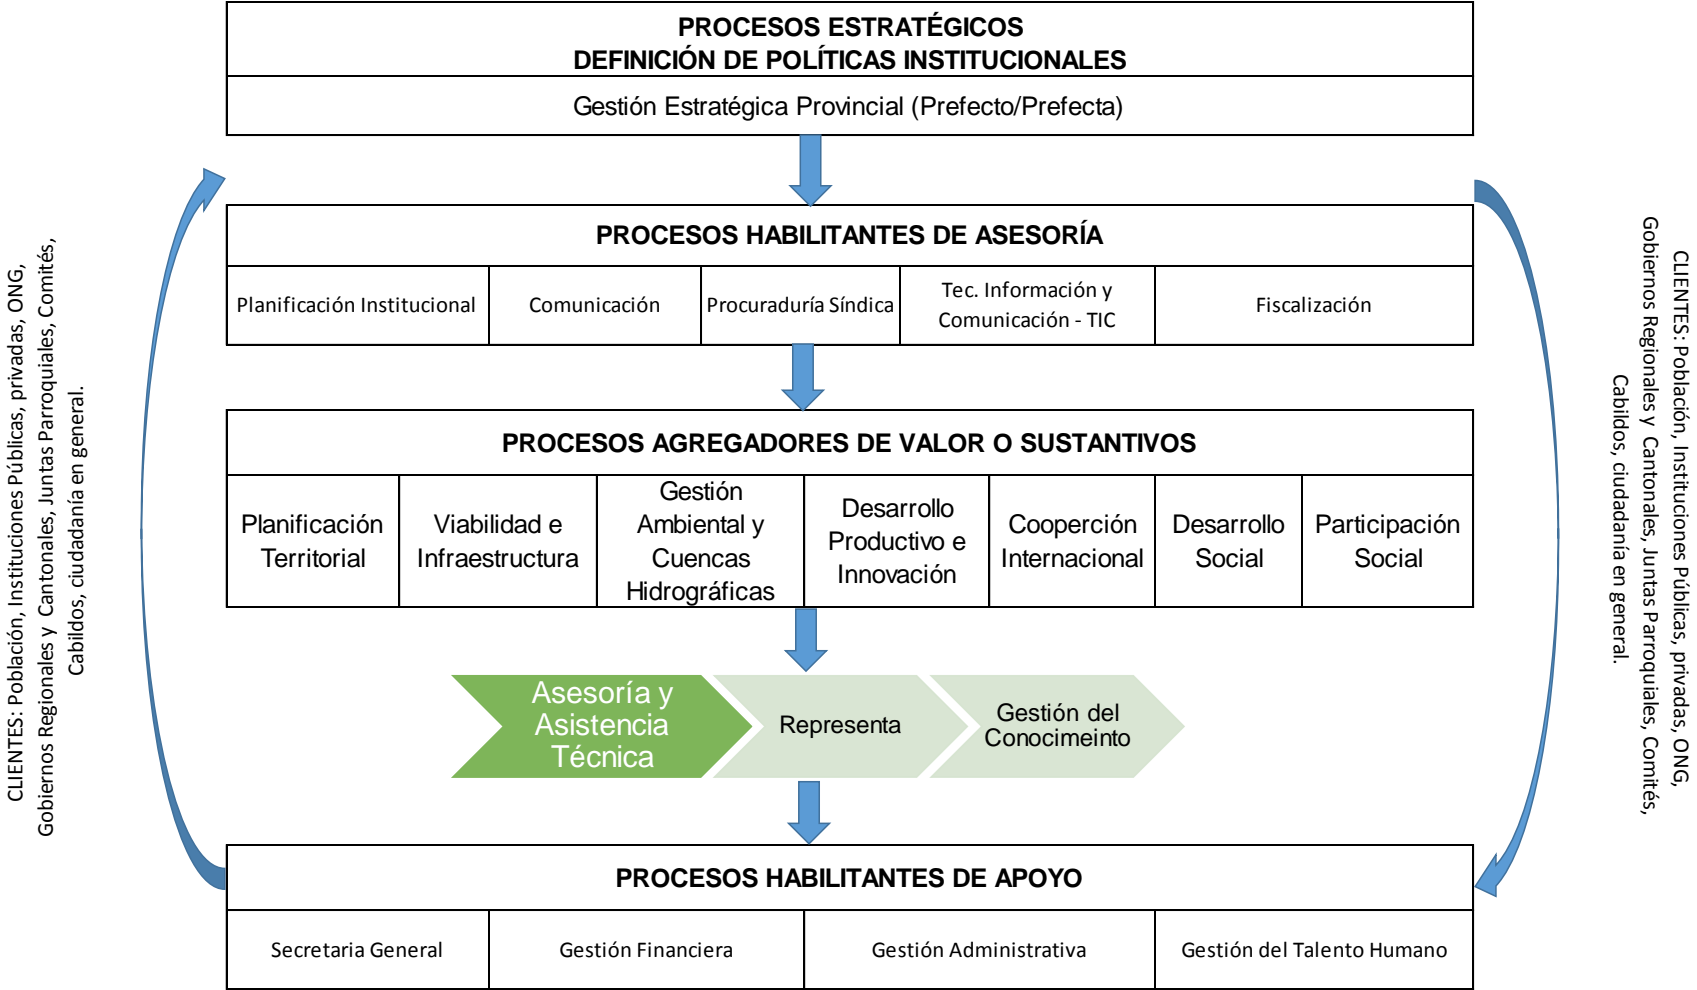 PROCESOS ESTRATÉGICOS
DEFINICIÓN DE POLÍTICAS INSTITUCIONALES
Gestión Estratégica Provincial (Prefecto/Prefecta)
PROCESOS HABILITANTES DE ASESORÍA
Planificación Institucional
Comunicación
Procuraduría Síndica
Tec. Información y
Comunicación - TIC
Fiscalización
PROCESOS AGREGADORES DE VALOR O SUSTANTIVOS
Planificación
Territorial
Viabilidad e
Infraestructura
Gestión
Ambiental y
Cuencas
Hidrográficas
Desarrollo
Productivo e
Innovación
Cooperción
Internacional
Desarrollo
Social
Participación
Social
Asesoría y
Asistencia
Técnica
Representa
Gestión del
Conocimeinto
PROCESOS HABILITANTES DE APOYO
Secretaria General
Gestión Financiera
Gestión Administrativa
Gestión del Talento Humano
CLIENTES: Población, Instituciones Públicas, privadas, ONG,
Gobiernos Regionales y Cantonales, Juntas Parroquiales, Comités,
Cabildos, ciudadanía en general.
CLIENTES: Población, Instituciones Públicas, privadas, ONG,
Gobiernos Regionales y Cantonales, Juntas Parroquiales, Comités,
Cabildos, ciudadanía en general.